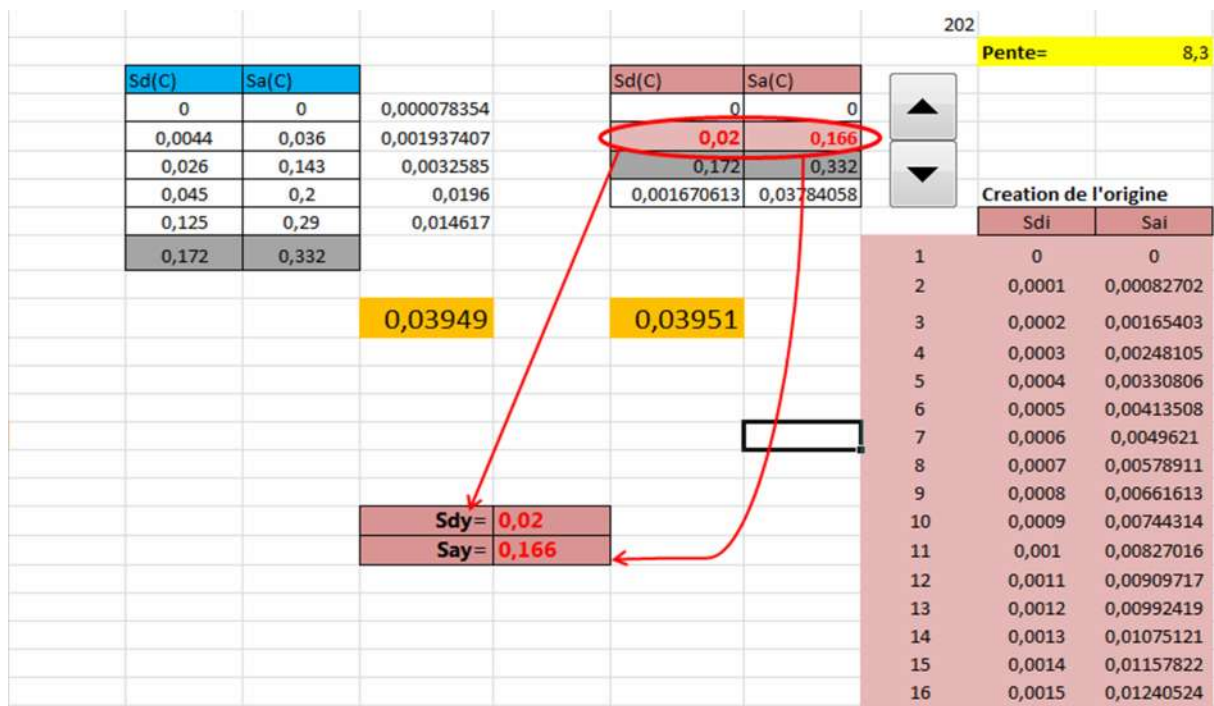 202
Pente= 8,3
Sd(C) Sa(C) Sd(C) Sa(C)
0 0 0,000078354 0 0
0,0044 0,036 0,001937407 0,02 0,166
0,026 0,143 0,0032585 0,172 0,332
0,045 0,2 0,0196 0,001670613 0,03784058 Creation de l'origine
0,125 0,29 0,014617 Sdi Sai
0,172 0,332 1 0 0
2 0,0001 0,00082702
0,03949 0,03951 3 0,0002 0,00165403
4 0,0003 0,00248105
5 0,0004 0,00330806
6 0,0005 0,00413508
7 0,0006 0,0049621
8 0,0007 0,00578911
9 0,0008 0,00661613
Sdy= 0,02 10 0,0009 0,00744314
Say= 0,166 11 0,001 0,00827016
12 0,0011 0,00909717
13 0,0012 0,00992419
14 0,0013 0,01075121
15 0,0014 0,01157822
16 0,0015 0,01240524